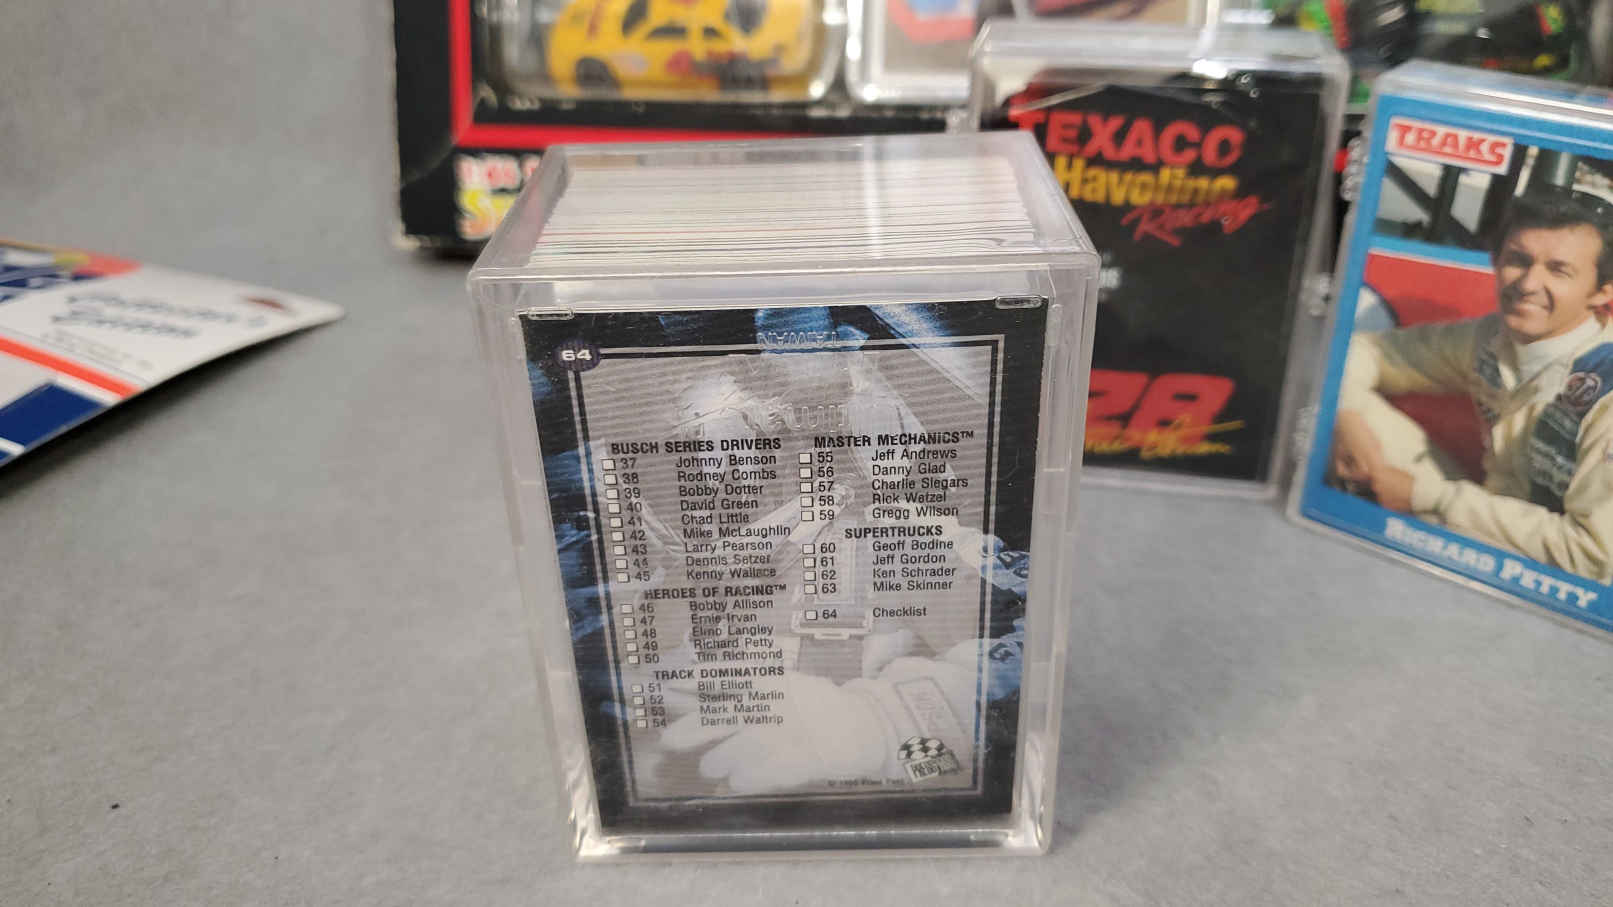 TEXACO
Havoline
Racing
28
TRAKS
RICHARD PETTY
64
BUSCH SERIES DRIVERS
37 Johnny Benson
38 Rodney Combs
39 Bobby Dotter
40 David Green
41 Chad Little
42 Mike McLaughlin
43 Larry Pearson
44 Dennis Setzer
45 Kenny Wallace
HEROES OF RACING™
46 Bobby Allison
47 Ernie Irvan
48 Elmo Langley
49 Richard Petty
50 Tim Richmond
TRACK DOMINATORS
51 Bill Elliott
52 Sterling Marlin
53 Mark Martin
54 Darrell Waltrip
MASTER MECHANICS™
55 Jeff Andrews
56 Danny Glad
57 Charlie Siegars
58 Rick Wetzel
59 Gregg Wilson
SUPERTRUCKS
60 Geoff Bodine
61 Jeff Gordon
62 Ken Schrader
63 Mike Skinner
64 Checklist